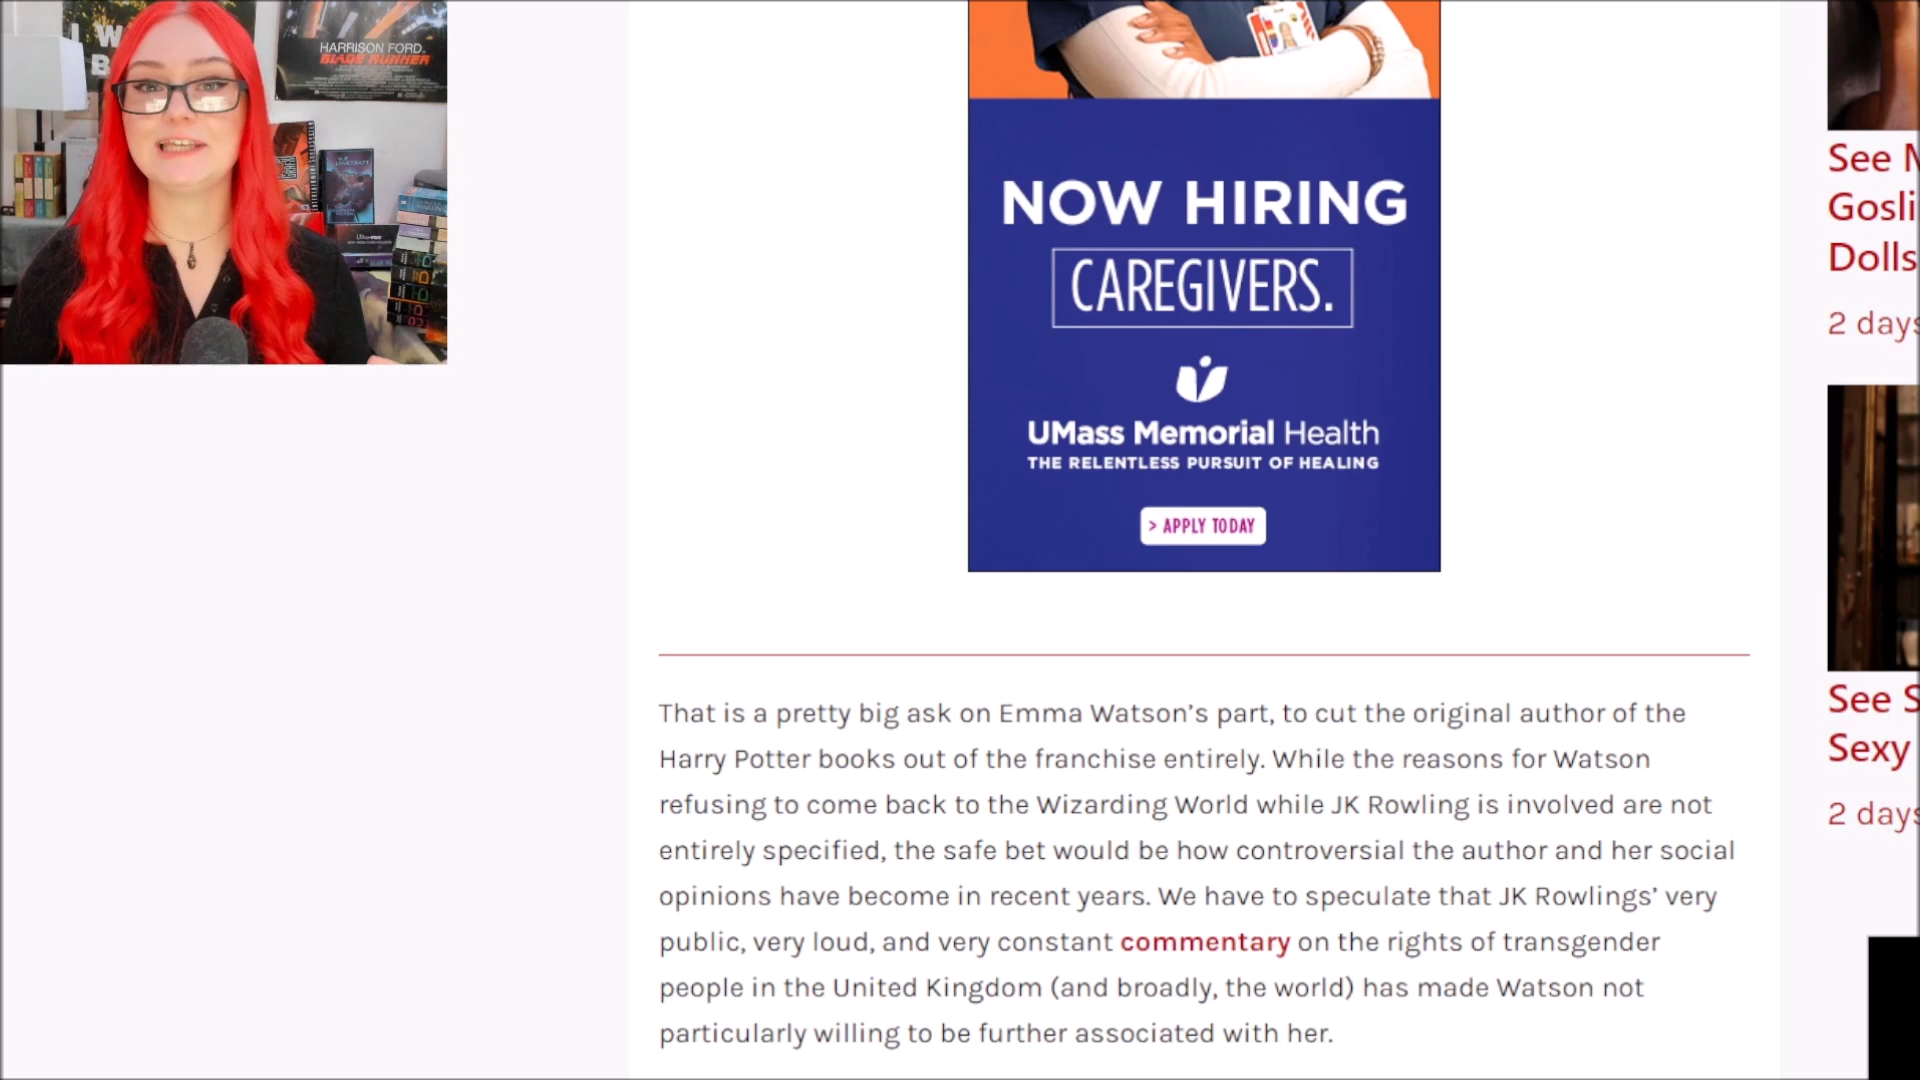 HARRISON FORD.
BLADE RUNNER
NOW HIRING
CAREGIVERS.
UMass Memorial Health
THE RELENTLESS PURSUIT OF HEALING
> APPLY TODAY
That is a pretty big ask on Emma Watson’s part, to cut the original author of the
Harry Potter books out of the franchise entirely. While the reasons for Watson
refusing to come back to the Wizarding World while JK Rowling is involved are not
entirely specified, the safe bet would be how controversial the author and her social
opinions have become in recent years. We have to speculate that JK Rowlings’ very
public, very loud, and very constant commentary on the rights of transgender
people in the United Kingdom (and broadly, the world) has made Watson not
particularly willing to be further associated with her.
See
Gosli
Dolls
2 days
See S
Sexy
2 days